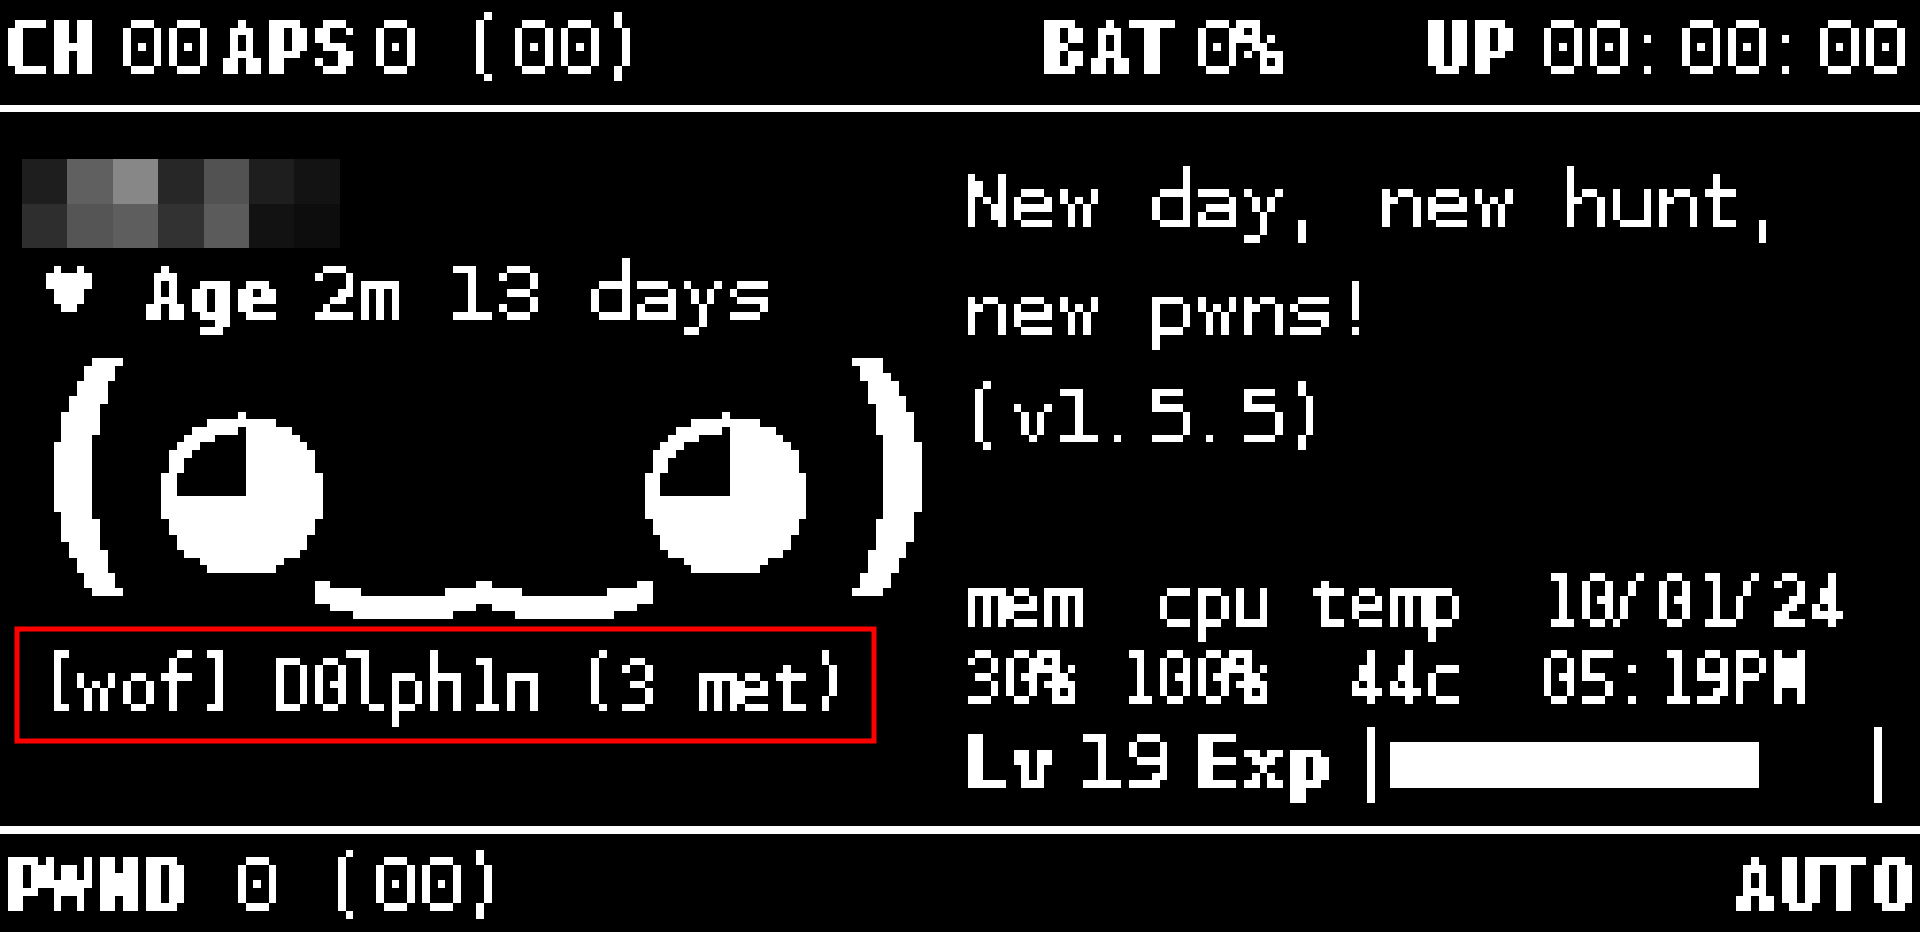 CH 00 APS 0 (00) BAT 0% UP 00:00:00
♥ Age 2m 13 days
New day, new hunt,
new pwns!
(v1.5.5)
[wof] D0lph1n (3 met)
mem cpu temp 10/01/24
30% 100% 44c 05:19PM
Lv 19 Exp
PWND 0 (00) AUTO